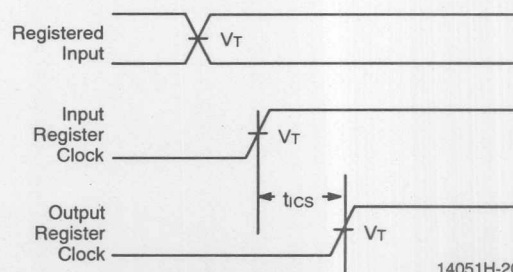 Registered
Input
VT
Input
Register
Clock
VT
tICS
Output
Register
Clock
VT
14051H-20